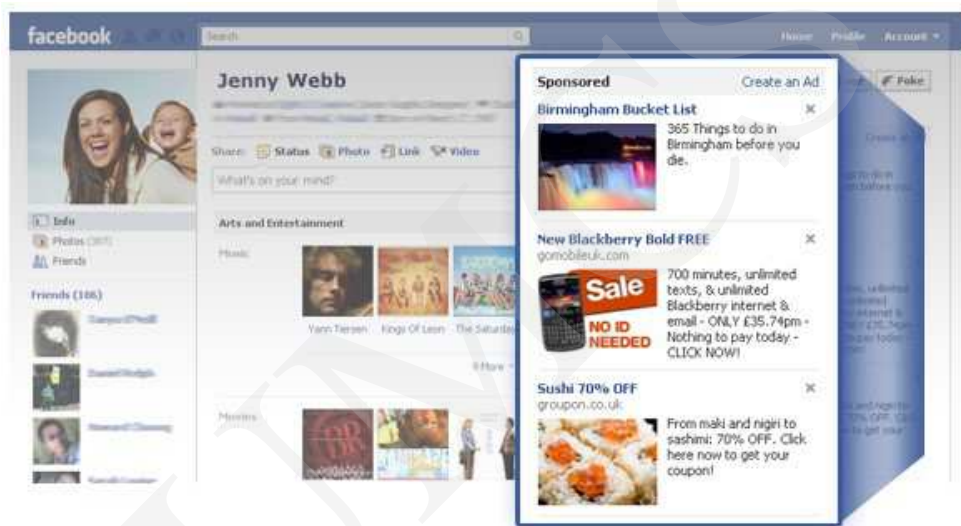 facebook
Search
Home Profile Account
Jenny Webb
Poke
Share: Status Photo Link Video
What's on your mind?
Info
Photos (307)
Friends
Friends (186)
Arts and Entertainment
Music
Yann Tiersen Kings Of Leon The Saturday
Movies
Sponsored Create an Ad
Birmingham Bucket List
365 Things to do in
Birmingham before you
die.
New Blackberry Bold FREE
gomobileuk.com
Sale
NO ID
NEEDED
700 minutes, unlimited
texts, & unlimited
Blackberry internet &
email - ONLY £35.74pm -
Nothing to pay today -
CLICK NOW!
Sushi 70% OFF
groupon.co.uk
From maki and nigiri to
sashimi: 70% OFF. Click
here now to get your
coupon!